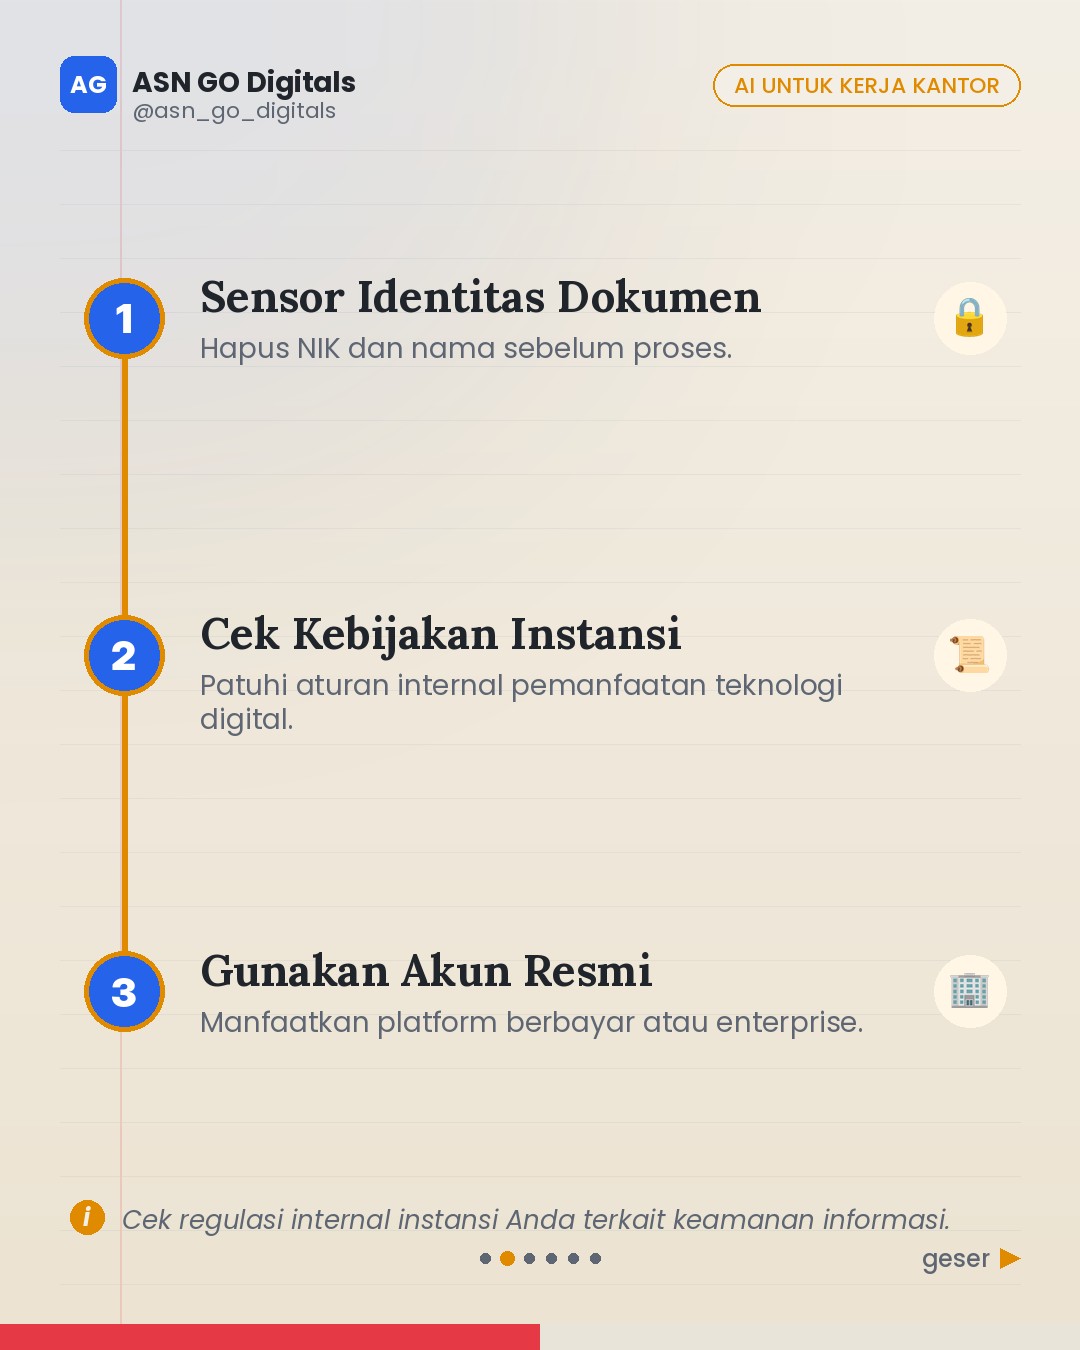 AG
ASN GO Digitals
@asn_go_digitals
AI UNTUK KERJA KANTOR
1
Sensor Identitas Dokumen
Hapus NIK dan nama sebelum proses.
2
Cek Kebijakan Instansi
Patuhi aturan internal pemanfaatan teknologi
digital.
3
Gunakan Akun Resmi
Manfaatkan platform berbayar atau enterprise.
i Cek regulasi internal instansi Anda terkait keamanan informasi.
geser